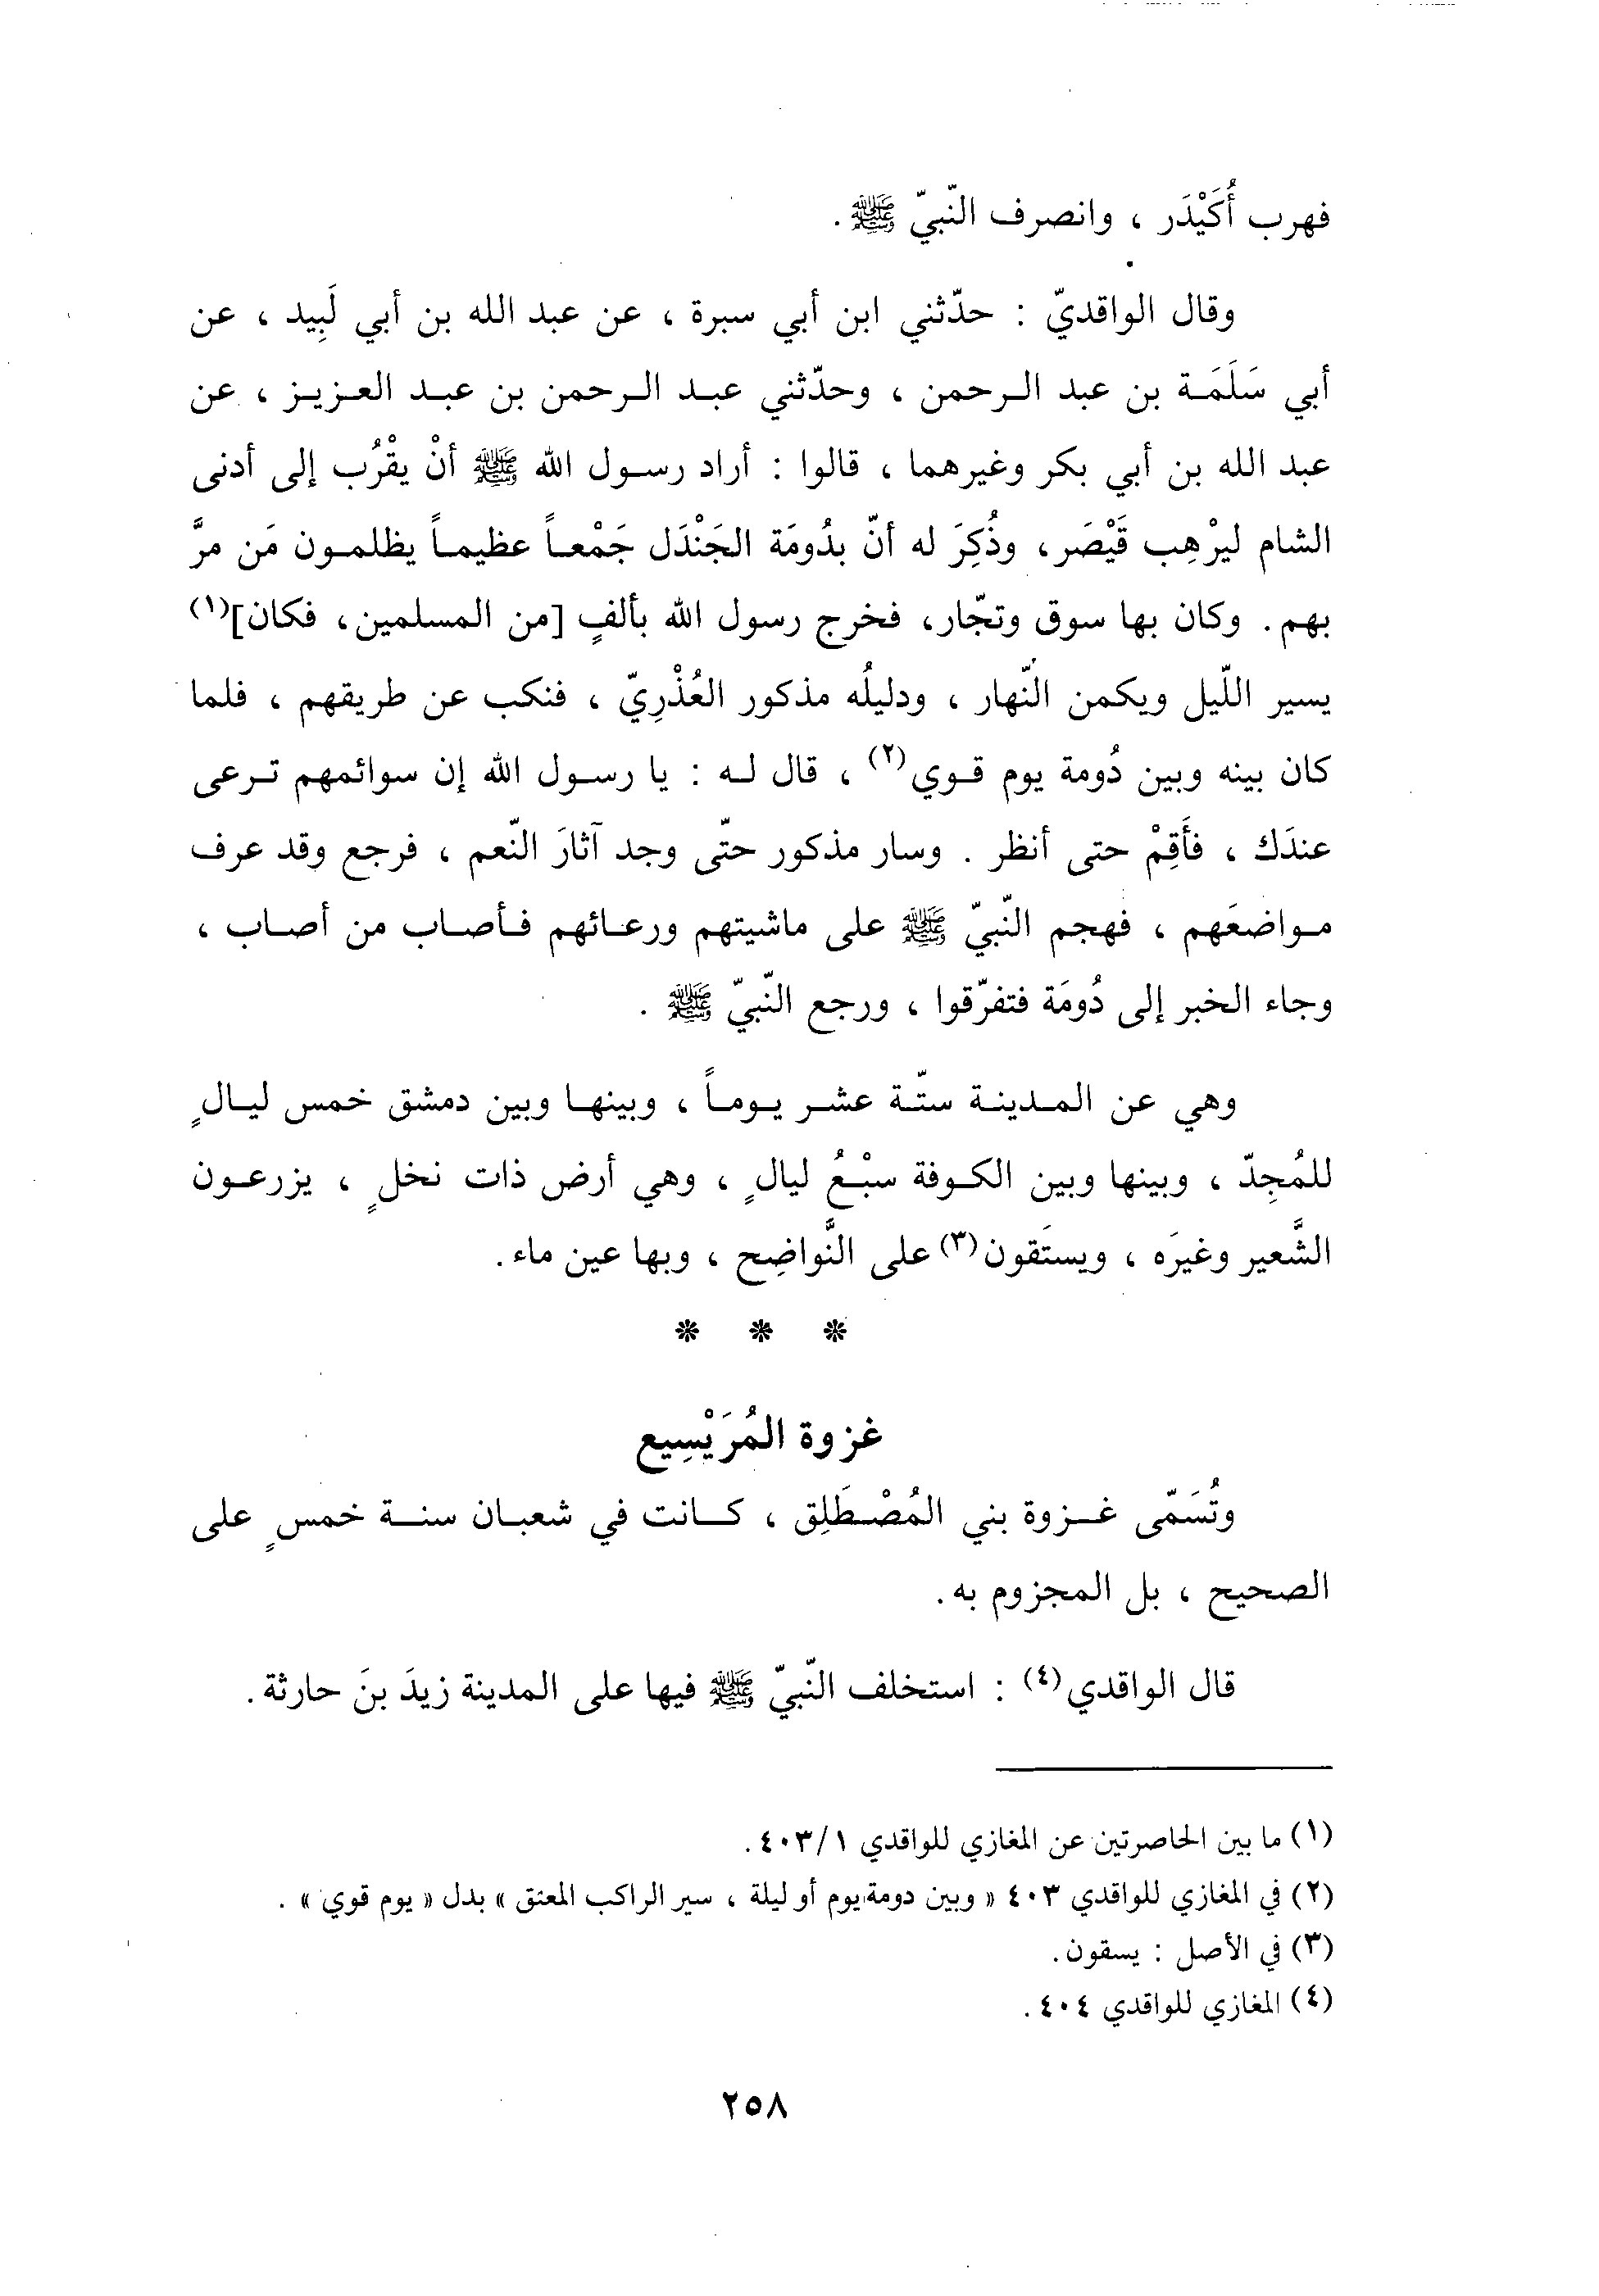 فهرب أُكَيْدَر ، وانصرف النّبيّ ﷺ .
وقال الواقديّ : حدّثني ابن أبي سبرة ، عن عبد الله بن أبي لَبِيد ، عن
أبي سَلَمَة بن عبد الرحمن ، وحدّثني عبد الرحمن بن عبد العزيز ، عن
عبد الله بن أبي بكر وغيرهما ، قالوا : أراد رسول الله ﷺ أنْ يقْرُب إلى أدنى
الشام ليرْهِب قَيْصَر، وذُكِرَ له أنّ بدُومَة الجَنْدَل جَمْعاً عظيماً يظلمون مَن مرَّ
بهم. وكان بها سوق وتجّار، فخرج رسول الله بألفٍ [من المسلمين، فكان](١)
يسير اللّيل ويكمن النّهار ، ودليلُه مذكور العُذْرِيّ ، فنكب عن طريقهم ، فلما
كان بينه وبين دُومة يوم قوي(٢) ، قال له : يا رسول الله إن سوائمهم ترعى
عندَك ، فأَقِمْ حتى أنظر . وسار مذكور حتّى وجد آثارَ النّعم ، فرجع وقد عرف
مواضعَهم ، فهجم النّبيّ ﷺ على ماشيتهم ورعائهم فأصاب من أصاب ،
وجاء الخبر إلى دُومَة فتفرّقوا ، ورجع النّبيّ ﷺ .
وهي عن المدينة ستّة عشر يوماً ، وبينها وبين دمشق خمس ليالٍ
للمُجِدّ ، وبينها وبين الكوفة سبْعُ ليالٍ ، وهي أرض ذات نخلٍ ، يزرعون
الشَّعير وغيرَه ، ويستَقون(٣) على النَّواضِح ، وبها عين ماء.
* * *
غزوة المُرَيْسِيع
وتُسَمّى غزوة بني المُصْطَلِق ، كانت في شعبان سنة خمسٍ على
الصحيح ، بل المجزوم به.
قال الواقدي(٤) : استخلف النّبيّ ﷺ فيها على المدينة زيدَ بنَ حارثة.
(١) ما بين الحاصرتين عن المغازي للواقدي ٤٠٣/١.
(٢) في المغازي للواقدي ٤٠٣ « وبين دومة يوم أو ليلة ، سير الراكب المعنق » بدل « يوم قوي » .
(٣) في الأصل : يسقون.
(٤) المغازي للواقدي ٤٠٤.
٢٥٨